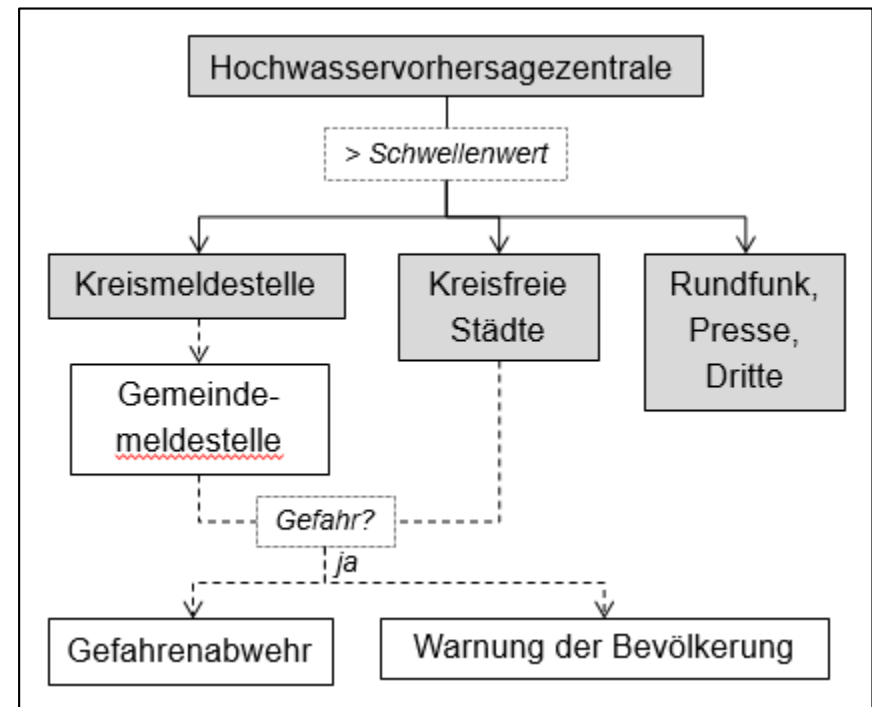 Hochwasservorhersagezentrale
> Schwellenwert
Kreismeldestelle
Kreisfreie
Städte
Rundfunk,
Presse,
Dritte
Gemeinde-
meldestelle
Gefahr?
ja
Gefahrenabwehr
Warnung der Bevölkerung